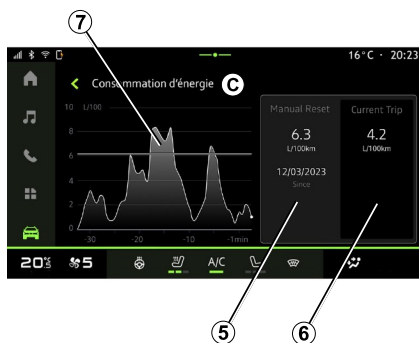 7
16°C · 20:23
Consommation d'énergie C
10 L/100
8
6
4
2
0
-30 -20 -10 -1min
Manual Reset
6.3
L/100km
12/03/2023
Since
Current Trip
4.2
L/100km
20.5 5 A/C
5 6